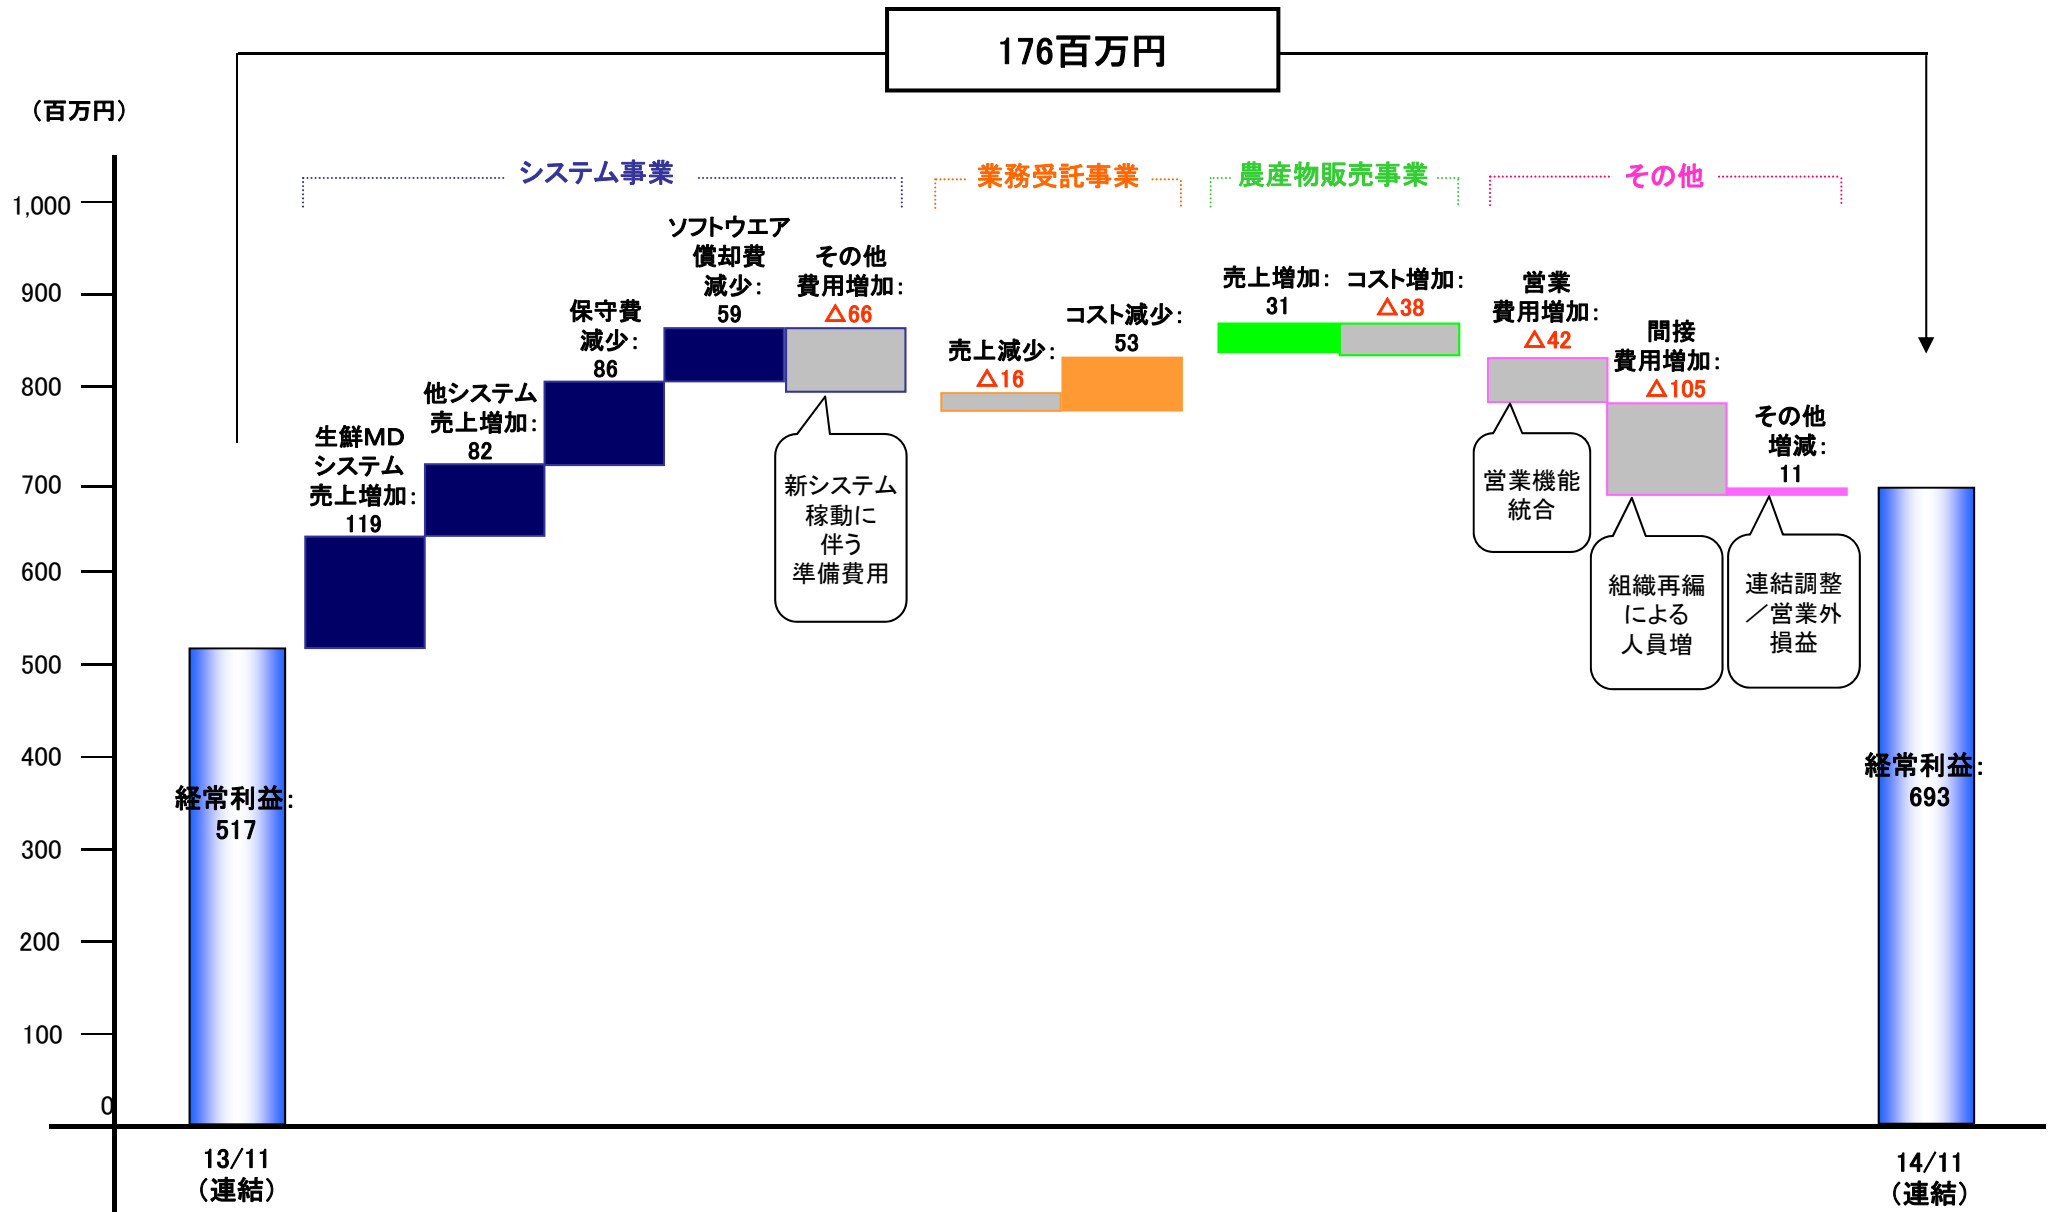 176百万円
（百万円）
システム事業
業務受託事業
農産物販売事業
その他
1,000
900
800
700
600
500
400
300
200
100
0
経常利益：
517
生鮮ＭＤ
システム
売上増加：
119
他システム
売上増加：
82
保守費
減少：
86
ソフトウエア
償却費
減少：
59
その他
費用増加：
△66
新システム
稼動に
伴う
準備費用
売上減少：
△16
コスト減少：
53
売上増加：
31
コスト増加：
△38
営業
費用増加：
△42
営業機能
統合
間接
費用増加：
△105
組織再編
による
人員増
その他
増減：
11
連結調整
／営業外
損益
経常利益：
693
13/11
（連結）
14/11
（連結）